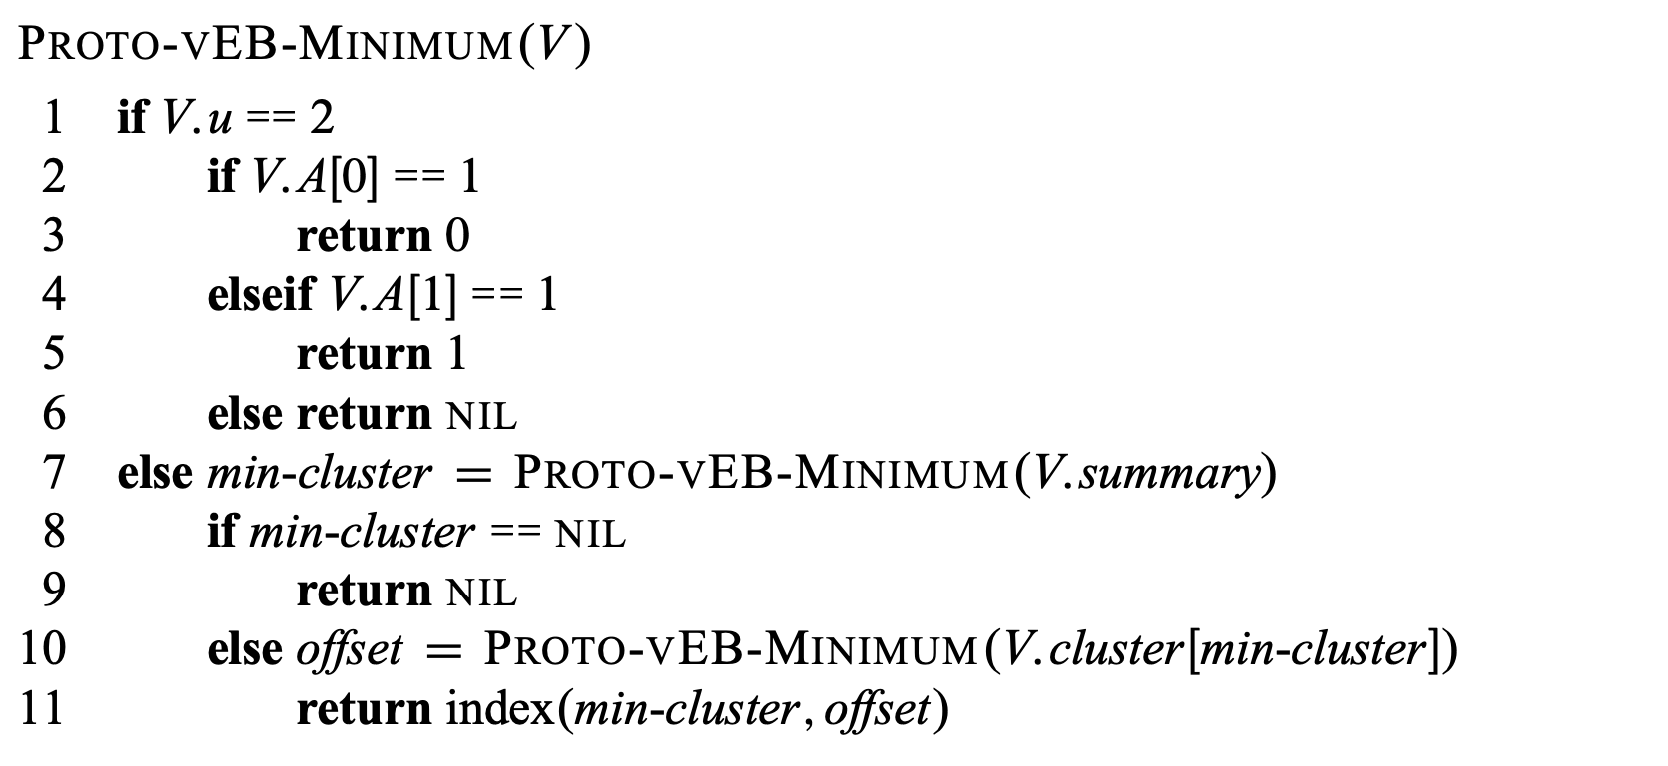 PROTO-VEB-MINIMUM(V)
1 if V.u == 2
2 if V.A[0] == 1
3 return 0
4 elseif V.A[1] == 1
5 return 1
6 else return NIL
7 else min-cluster = PROTO-VEB-MINIMUM(V.summary)
8 if min-cluster == NIL
9 return NIL
10 else offset = PROTO-VEB-MINIMUM(V.cluster[min-cluster])
11 return index(min-cluster, offset)